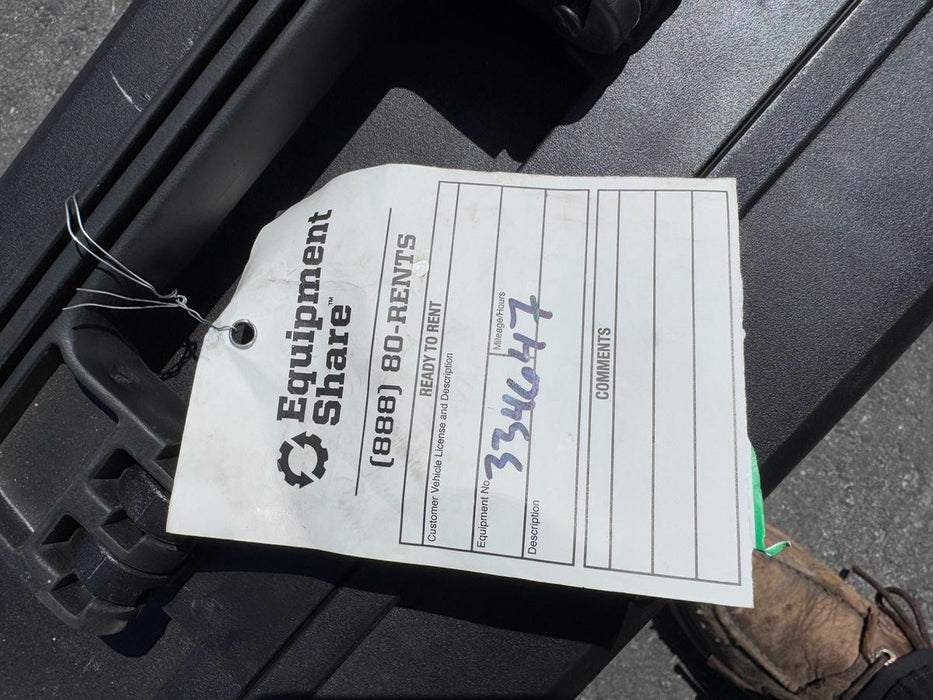 Equipment
Share™
(888) 80-RENTS
READY TO RENT
Customer Vehicle License and Description
Equipment No. Mileage/Hours
334647
Description
COMMENTS